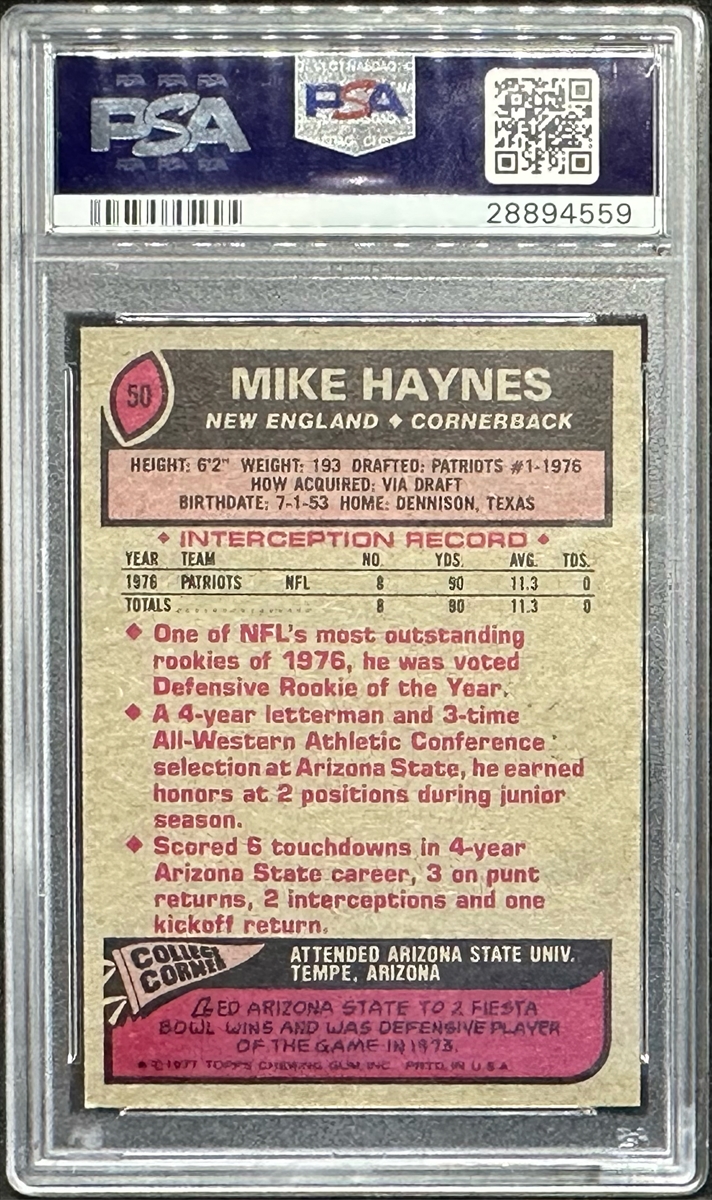 PSA PSA PSA
PSA
PSA PSA PSA
PSA
28894559
50
MIKE HAYNES
NEW ENGLAND ♦ CORNERBACK
HEIGHT: 6'2" WEIGHT: 193 DRAFTED: PATRIOTS #1-1976
HOW ACQUIRED: VIA DRAFT
BIRTHDATE: 7-1-53 HOME: DENNISON, TEXAS
♦ INTERCEPTION RECORD ♦
YEAR TEAM NO. YDS. AVG. TDS.
1976 PATRIOTS NFL 8 90 11.3 0
TOTALS 8 90 11.3 0
♦ One of NFL's most outstanding
rookies of 1976, he was voted
Defensive Rookie of the Year.
♦ A 4-year letterman and 3-time
All-Western Athletic Conference
selection at Arizona State, he earned
honors at 2 positions during junior
season.
♦ Scored 6 touchdowns in 4-year
Arizona State career, 3 on punt
returns, 2 interceptions and one
kickoff return.
COLLEGE
CORNER
ATTENDED ARIZONA STATE UNIV.
TEMPE, ARIZONA
LED ARIZONA STATE TO 2 FIESTA
BOWL WINS AND WAS DEFENSIVE PLAYER
OF THE GAME IN 1973.
© 1977 TOPPS CHEWING GUM, INC. PRTD. IN U.S.A.